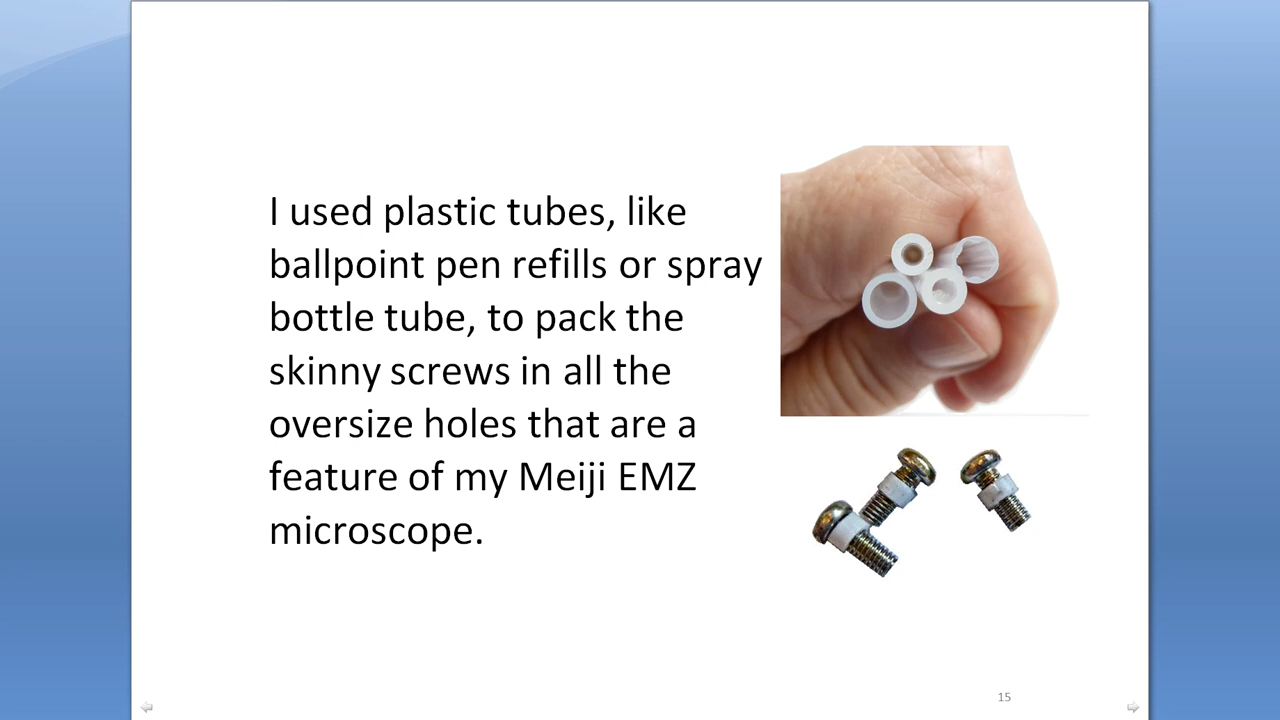 I used plastic tubes, like
ballpoint pen refills or spray
bottle tube, to pack the
skinny screws in all the
oversize holes that are a
feature of my Meiji EMZ
microscope.
15